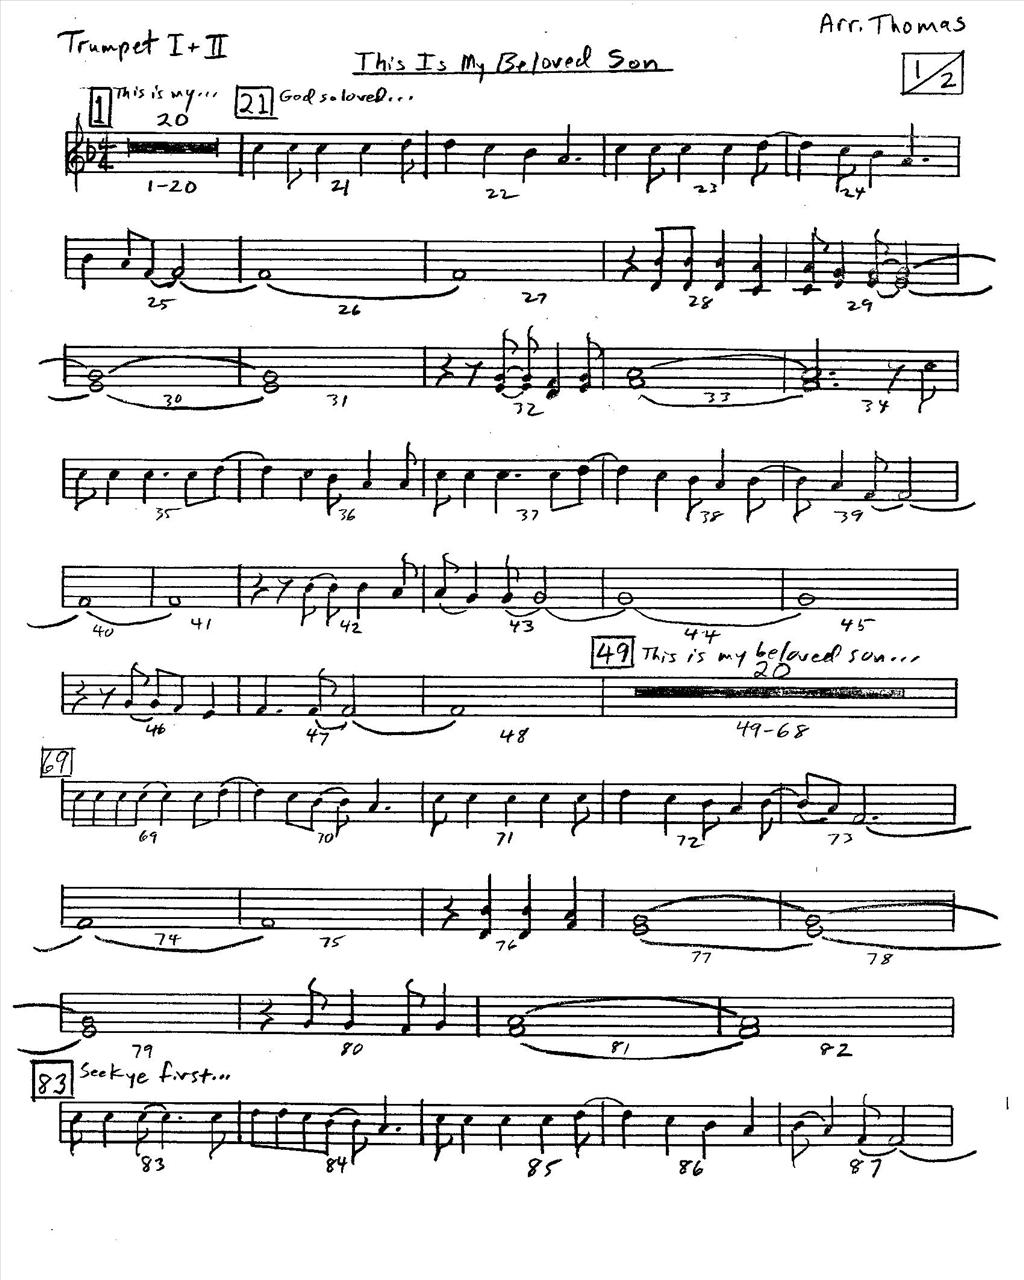 Trumpet I + II
Arr. Thomas
This Is My Beloved Son
1/2
1 This is my... 21 God so loved...
20
4
4
1-20 21 22 23 24
25 26 27 28 29
30 31 32 33 34
35 36 37 38 39
40 41 42 43 44 45
49 This is my beloved son...
20
46 47 48 49-68
69
69 70 71 72 73
74 75 76 77 78
79 80 81 82
83 Seek ye first...
83 84 85 86 87